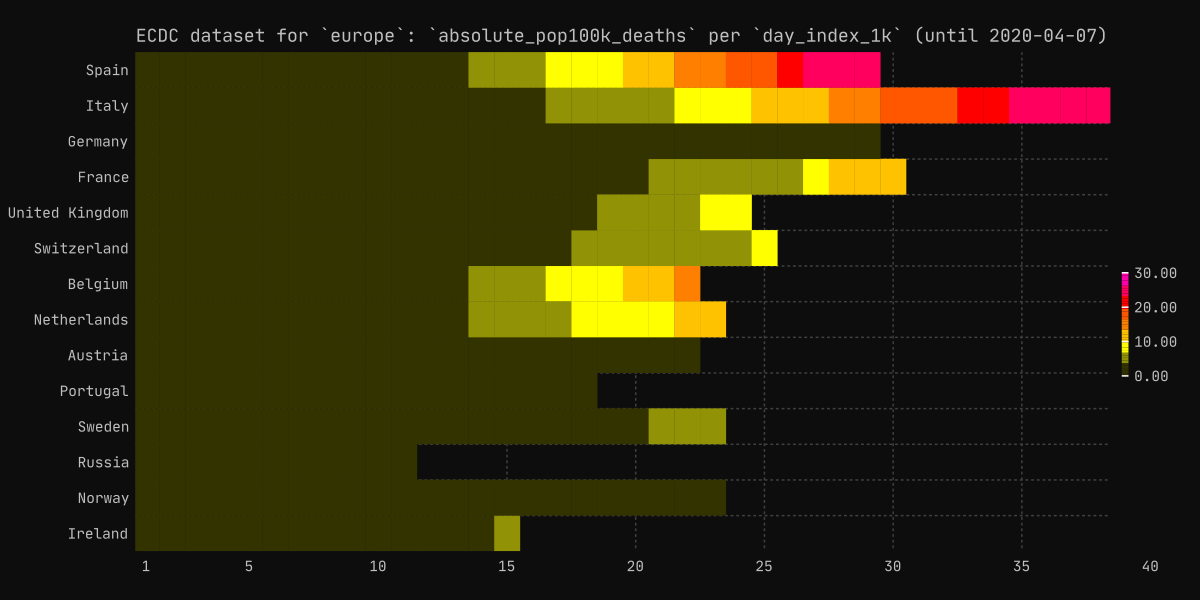 ECDC dataset for `europe`: `absolute_pop100k_deaths` per `day_index_1k` (until 2020-04-07)
Spain
Italy
Germany
France
United Kingdom
Switzerland
Belgium
Netherlands
Austria
Portugal
Sweden
Russia
Norway
Ireland
30.00
20.00
10.00
0.00
1 5 10 15 20 25 30 35 40